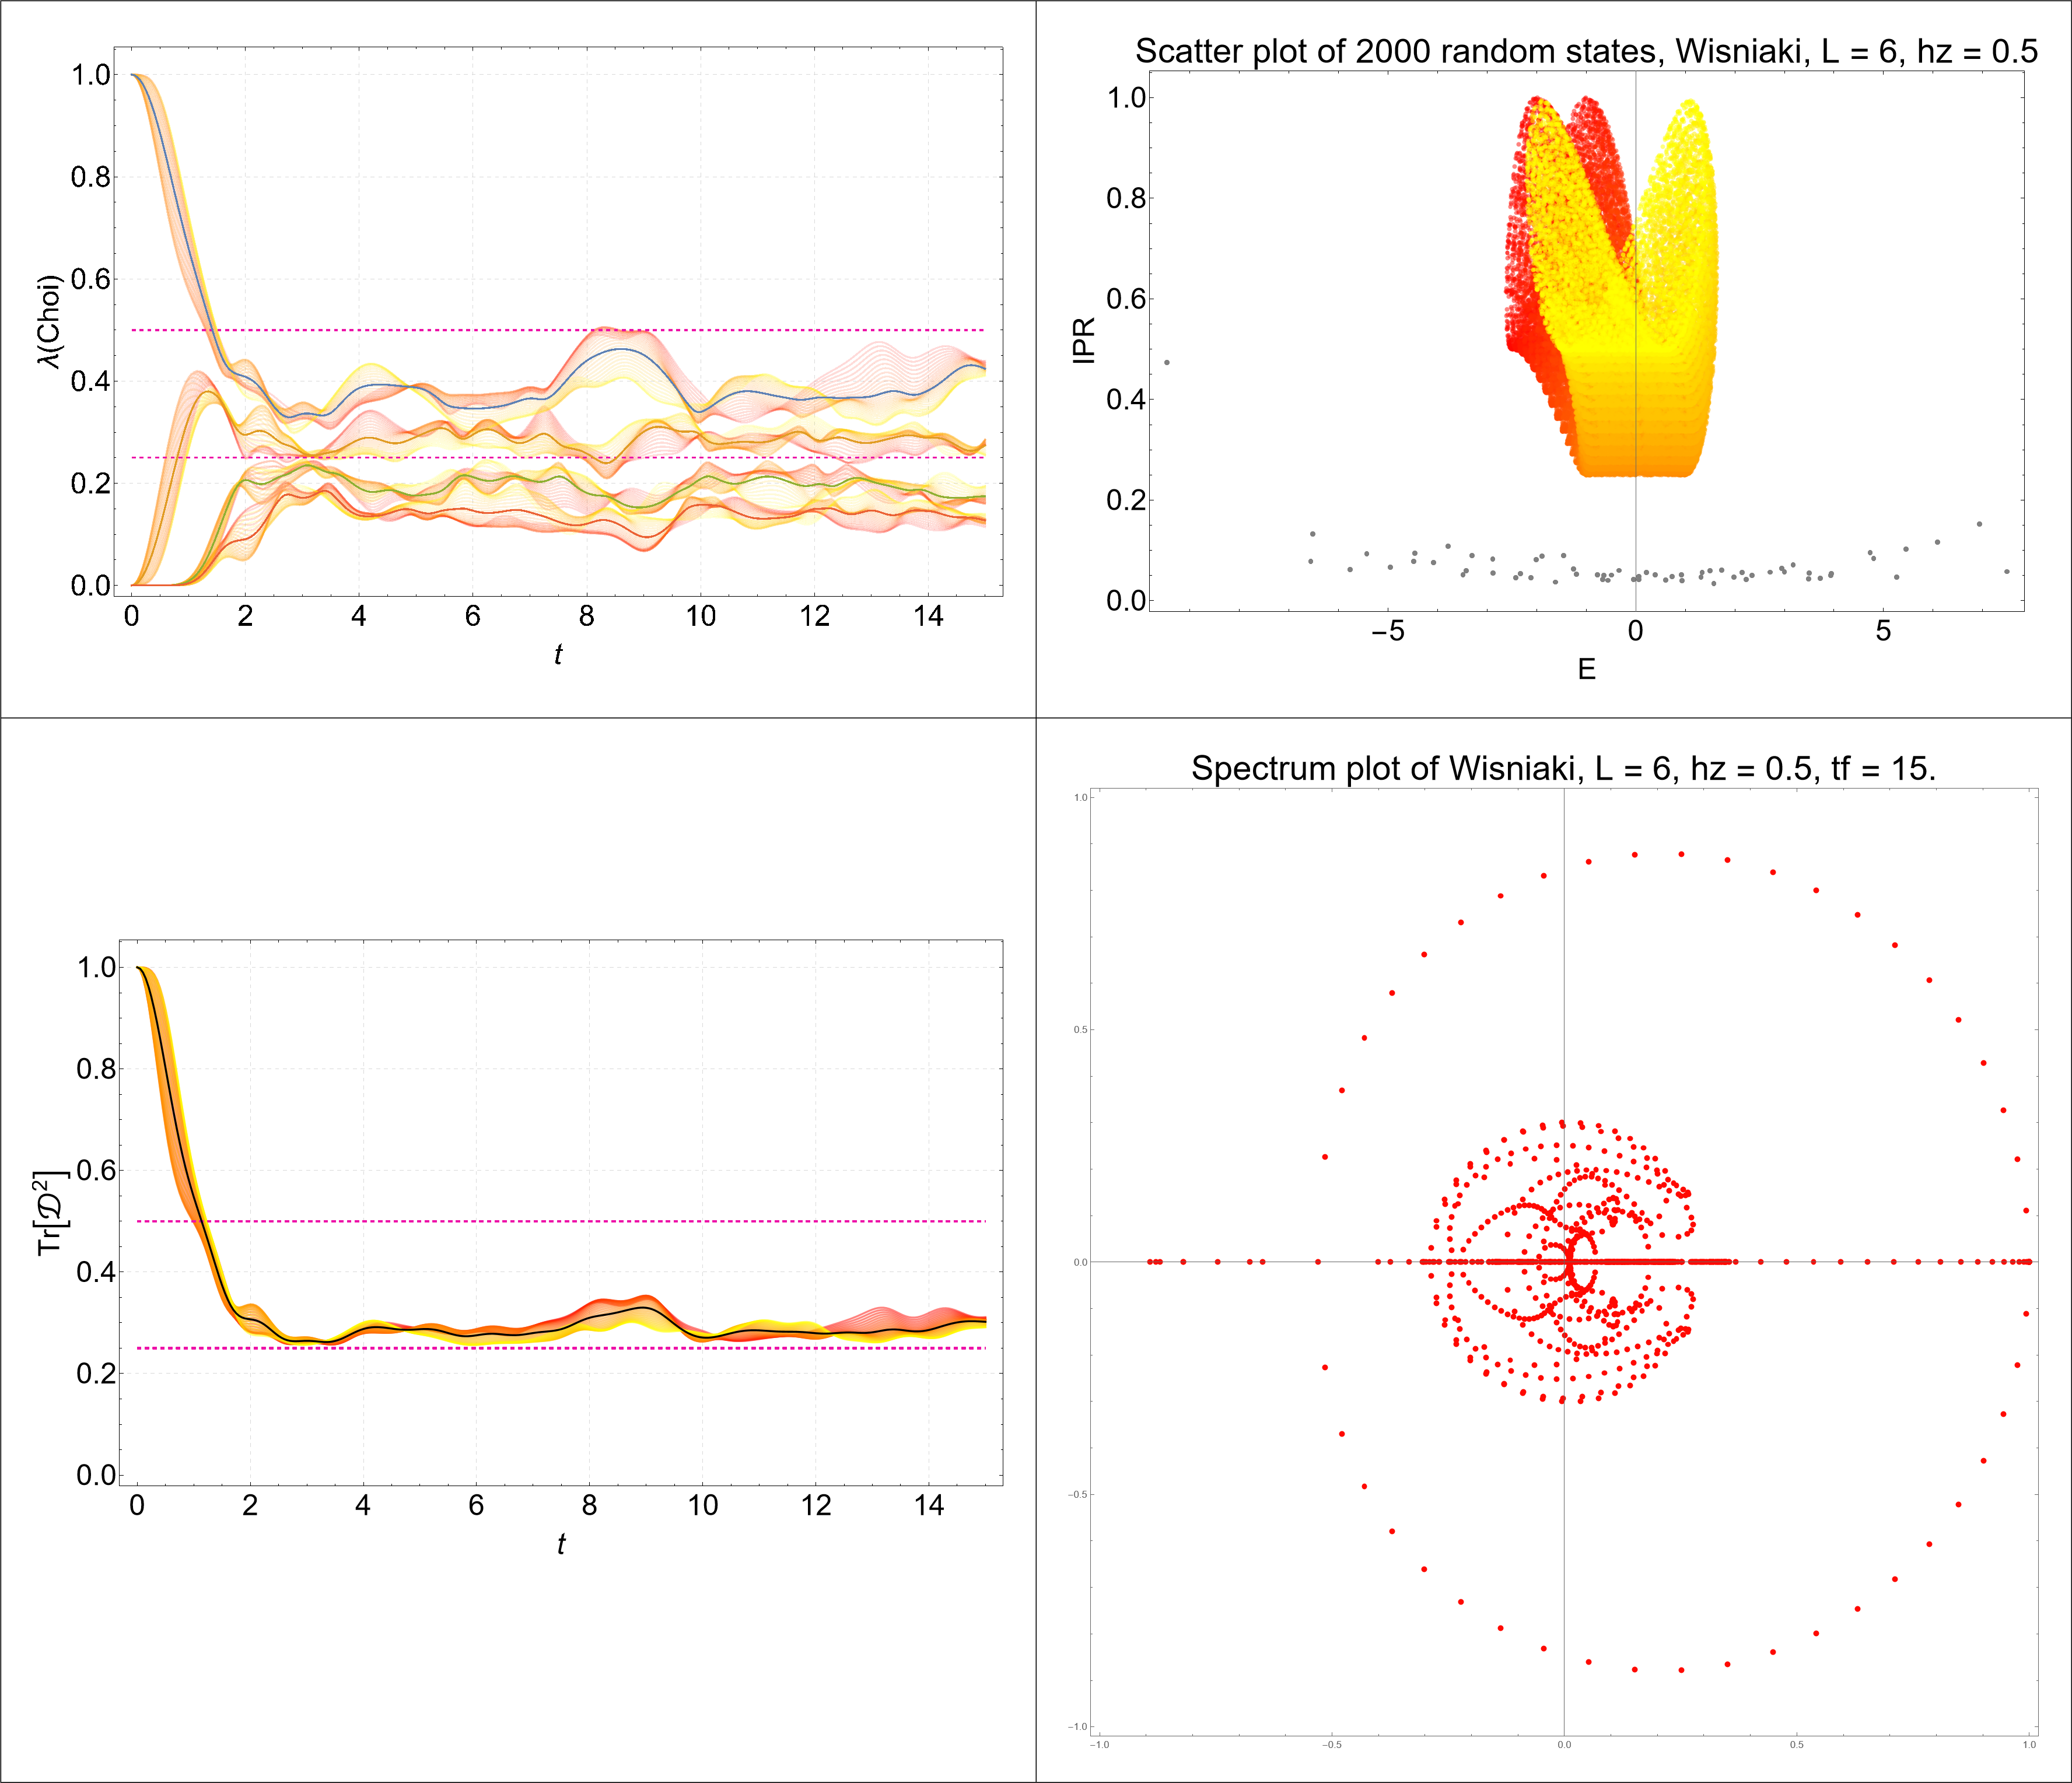 1.0
0.8
0.6
0.4
0.2
0.0
λ(Choi)
0 2 4 6 8 10 12 14
t
Scatter plot of 2000 random states, Wisniaki, L = 6, hz = 0.5
1.0
0.8
0.6
0.4
0.2
0.0
IPR
−5 0 5
E
1.0
0.8
0.6
0.4
0.2
0.0
Tr[𝒟²]
0 2 4 6 8 10 12 14
t
Spectrum plot of Wisniaki, L = 6, hz = 0.5, tf = 15.
1.0
0.5
0.0
−0.5
−1.0
−1.0 −0.5 0.0 0.5 1.0